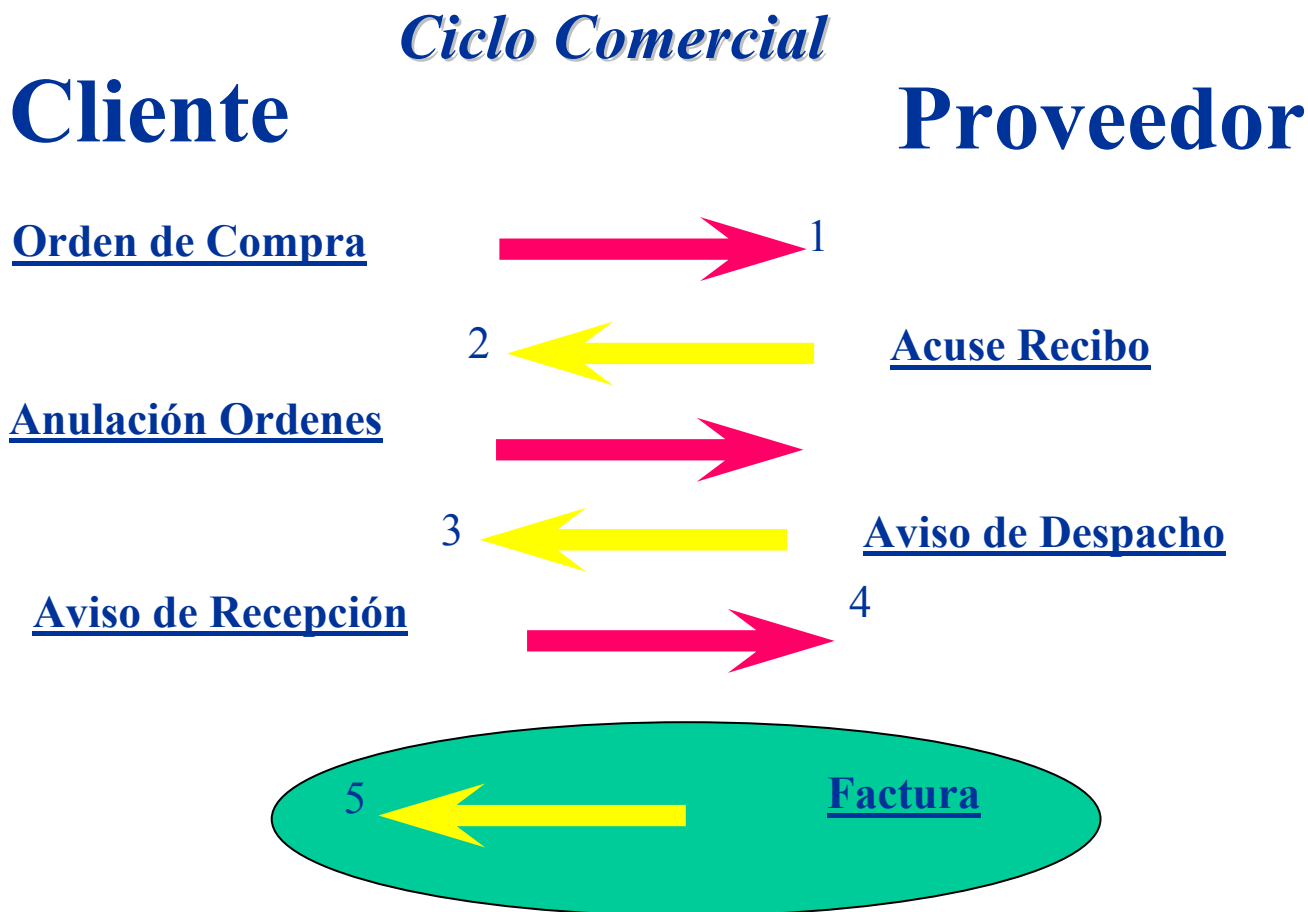 Ciclo Comercial
Cliente Proveedor
Orden de Compra 1
2 Acuse Recibo
Anulación Ordenes
3 Aviso de Despacho
Aviso de Recepción 4
5 Factura